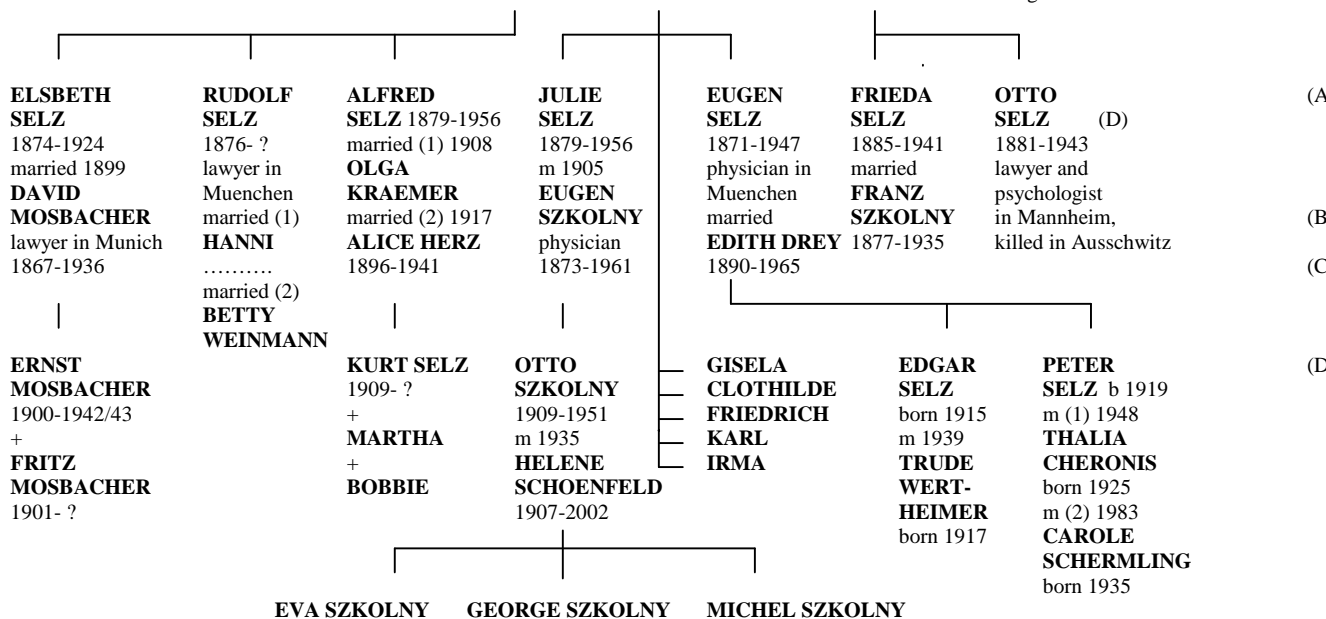 ELSBETH
SELZ
1874-1924
married 1899
DAVID
MOSBACHER
lawyer in Munich
1867-1936
RUDOLF
SELZ
1876- ?
lawyer in
Muenchen
married (1)
HANNI
..........
married (2)
BETTY
WEINMANN
ALFRED
SELZ 1879-1956
married (1) 1908
OLGA
KRAEMER
married (2) 1917
ALICE HERZ
1896-1941
JULIE
SELZ
1879-1956
m 1905
EUGEN
SZKOLNY
physician
1873-1961
EUGEN
SELZ
1871-1947
physician in
Muenchen
married
EDITH DREY
1890-1965
FRIEDA
SELZ
1885-1941
married
FRANZ
SZKOLNY
1877-1935
OTTO
SELZ (D)
1881-1943
lawyer and
psychologist
in Mannheim,
killed in Ausschwitz
(A
(B
(C
ERNST
MOSBACHER
1900-1942/43
+
FRITZ
MOSBACHER
1901- ?
KURT SELZ
1909- ?
+
MARTHA
+
BOBBIE
OTTO
SZKOLNY
1909-1951
m 1935
HELENE
SCHOENFELD
1907-2002
GISELA
CLOTHILDE
FRIEDRICH
KARL
IRMA
EDGAR
SELZ
born 1915
m 1939
TRUDE
WERT-
HEIMER
born 1917
PETER
SELZ b 1919
m (1) 1948
THALIA
CHERONIS
born 1925
m (2) 1983
CAROLE
SCHERMLING
born 1935
(D
EVA SZKOLNY GEORGE SZKOLNY MICHEL SZKOLNY